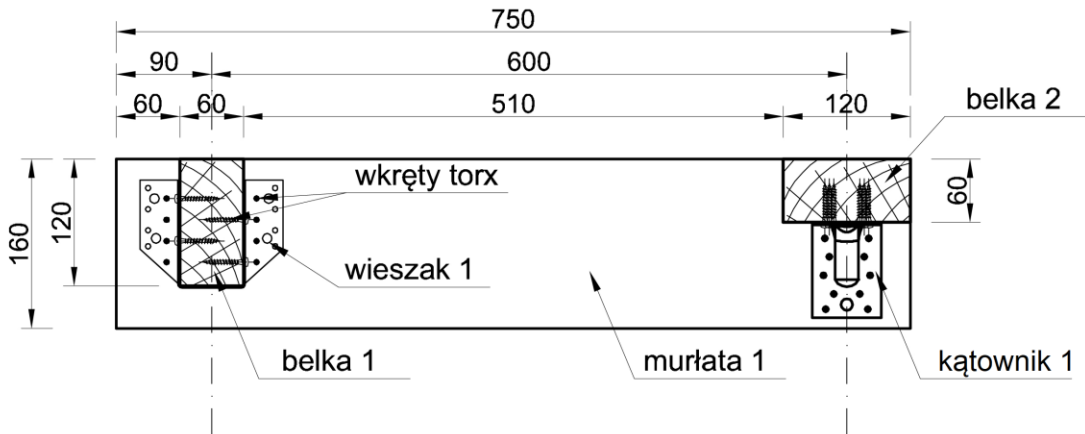 750
90
600
60
60
510
120
belka 2
wkręty torx
160
120
60
wieszak 1
belka 1
murłata 1
kątownik 1